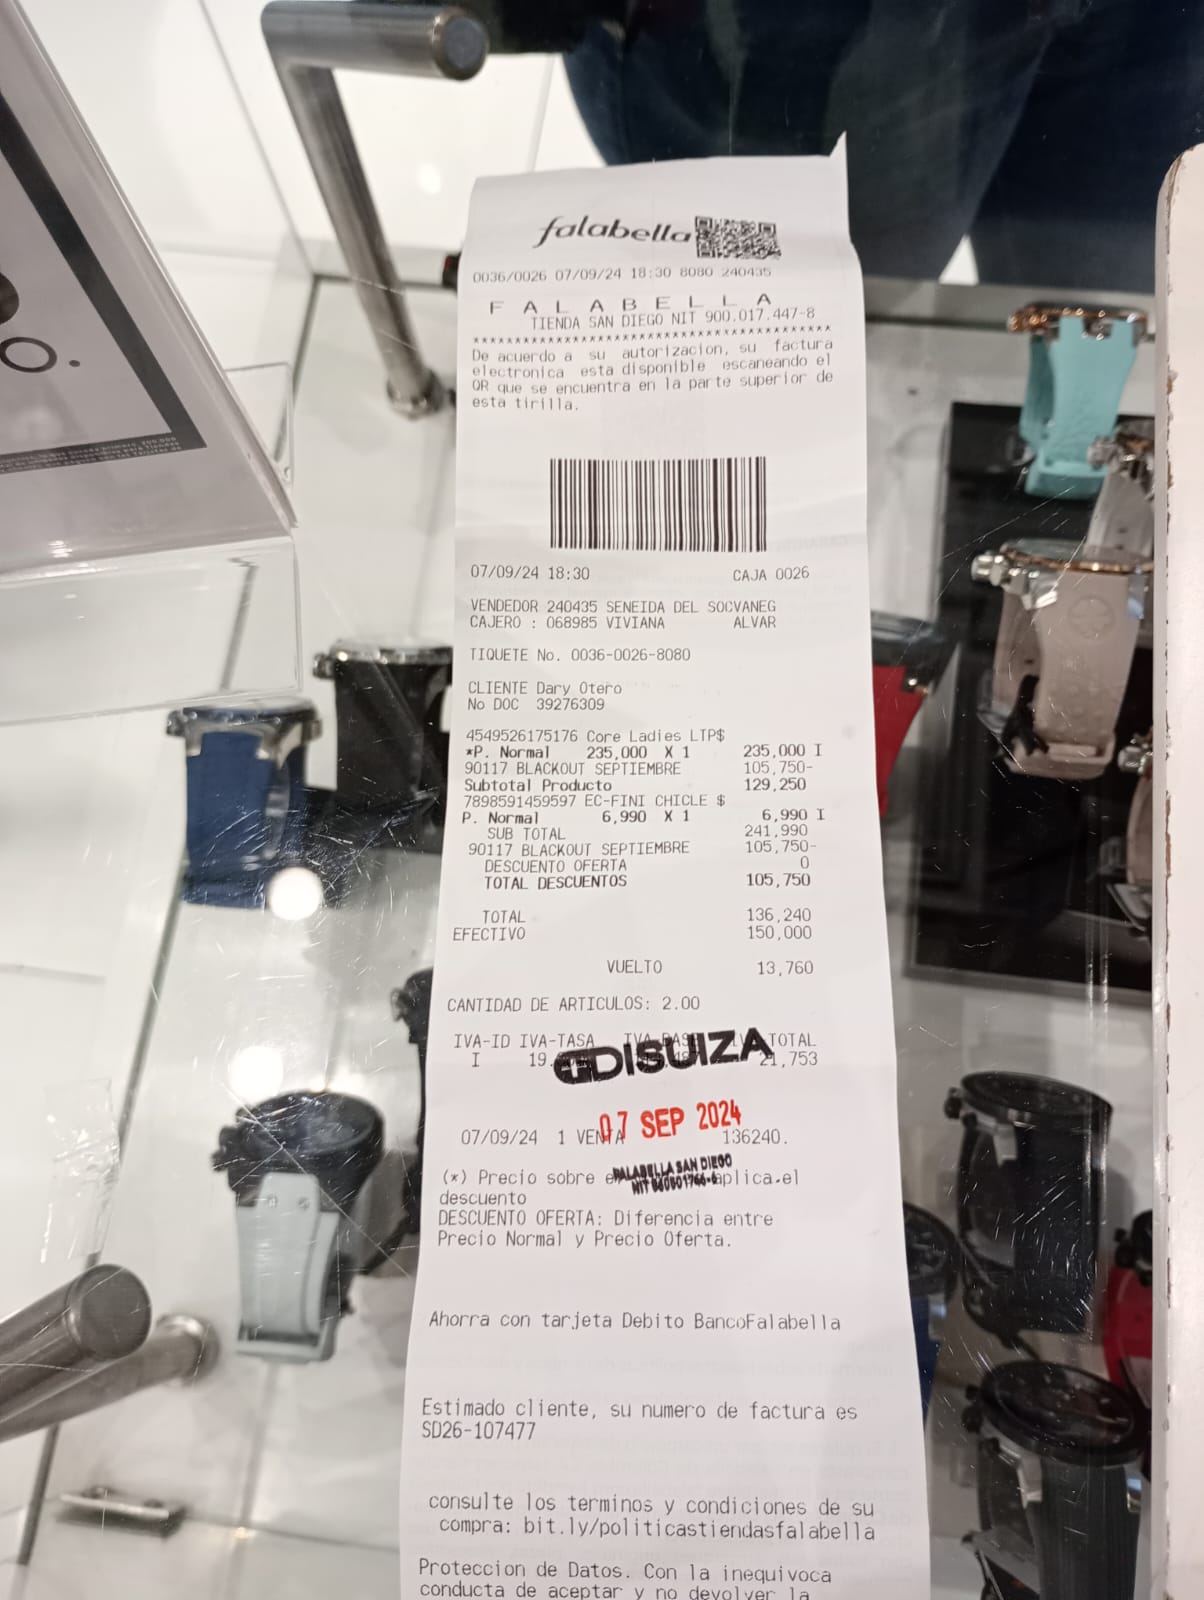 falabella
0036/0026 07/09/24 18:30 8080 240435
F A L A B E L L A
TIENDA SAN DIEGO NIT 900.017.447-8
****************************************
De acuerdo a su autorizacion, su factura
electronica esta disponible escaneando el
QR que se encuentra en la parte superior de
esta tirilla.
07/09/24 18:30 CAJA 0026
VENDEDOR 240435 SENEIDA DEL SOCVANEG
CAJERO : 068985 VIVIANA ALVAR
TIQUETE No. 0036-0026-8080
CLIENTE Dary Otero
No DOC 39276309
4549526175176 Core Ladies LTP$
*P. Normal 235,000 X 1 235,000 I
90117 BLACKOUT SEPTIEMBRE 105,750-
Subtotal Producto 129,250
7898591459597 EC-FINI CHICLE $
P. Normal 6,990 X 1 6,990 I
SUB TOTAL 241,990
90117 BLACKOUT SEPTIEMBRE 105,750-
DESCUENTO OFERTA 0
TOTAL DESCUENTOS 105,750
TOTAL 136,240
EFECTIVO 150,000
VUELTO 13,760
CANTIDAD DE ARTICULOS: 2.00
IVA-ID IVA-TASA IVA-BASE TOTAL
I 19. 21,753
DISUIZA
07 SEP 2024
07/09/24 1 VENTA 136240.
FALABELLA SAN DIEGO
(*) Precio sobre aplica el
descuento
DESCUENTO OFERTA: Diferencia entre
Precio Normal y Precio Oferta.
Ahorra con tarjeta Debito BancoFalabella
Estimado cliente, su numero de factura es
SD26-107477
consulte los terminos y condiciones de su
compra: bit.ly/politicastiendasfalabella
Proteccion de Datos. Con la inequivoca
conducta de aceptar y no devolver la